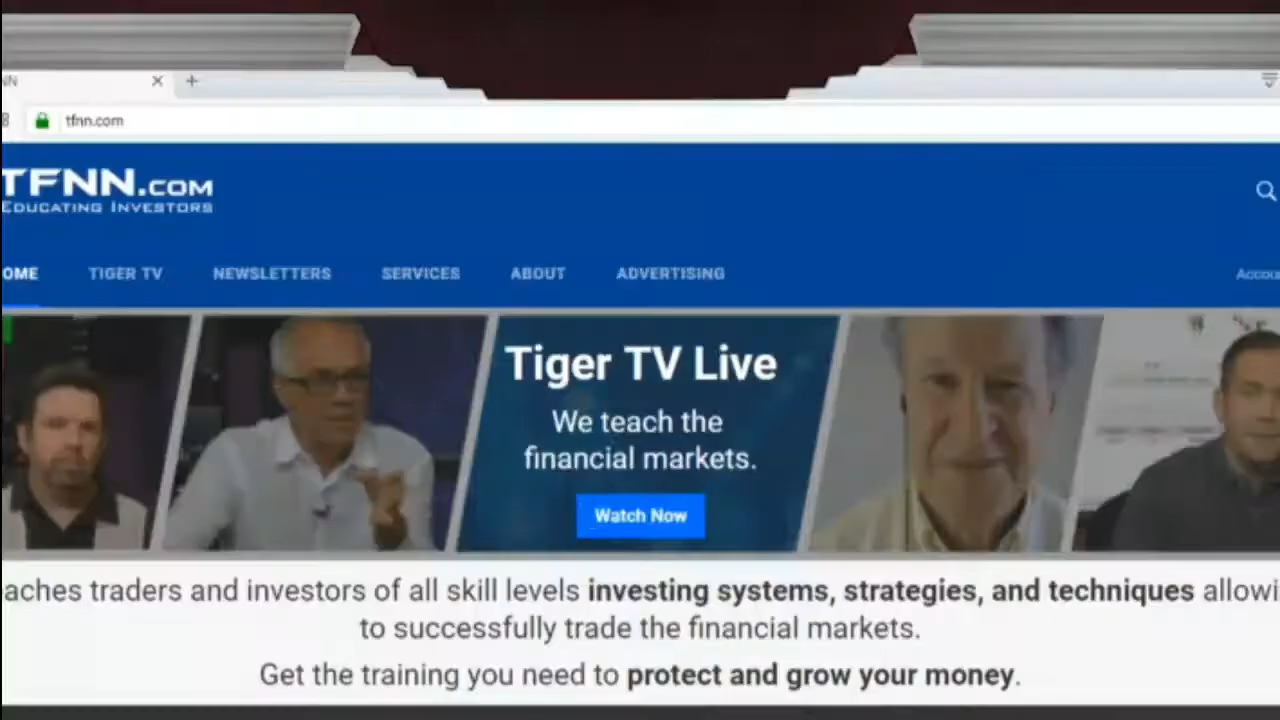 NN
tfnn.com
TFNN.COM
EDUCATING INVESTORS
OME
TIGER TV
NEWSLETTERS
SERVICES
ABOUT
ADVERTISING
Accou
Tiger TV Live
We teach the
financial markets.
Watch Now
aches traders and investors of all skill levels investing systems, strategies, and techniques allowi
to successfully trade the financial markets.
Get the training you need to protect and grow your money.